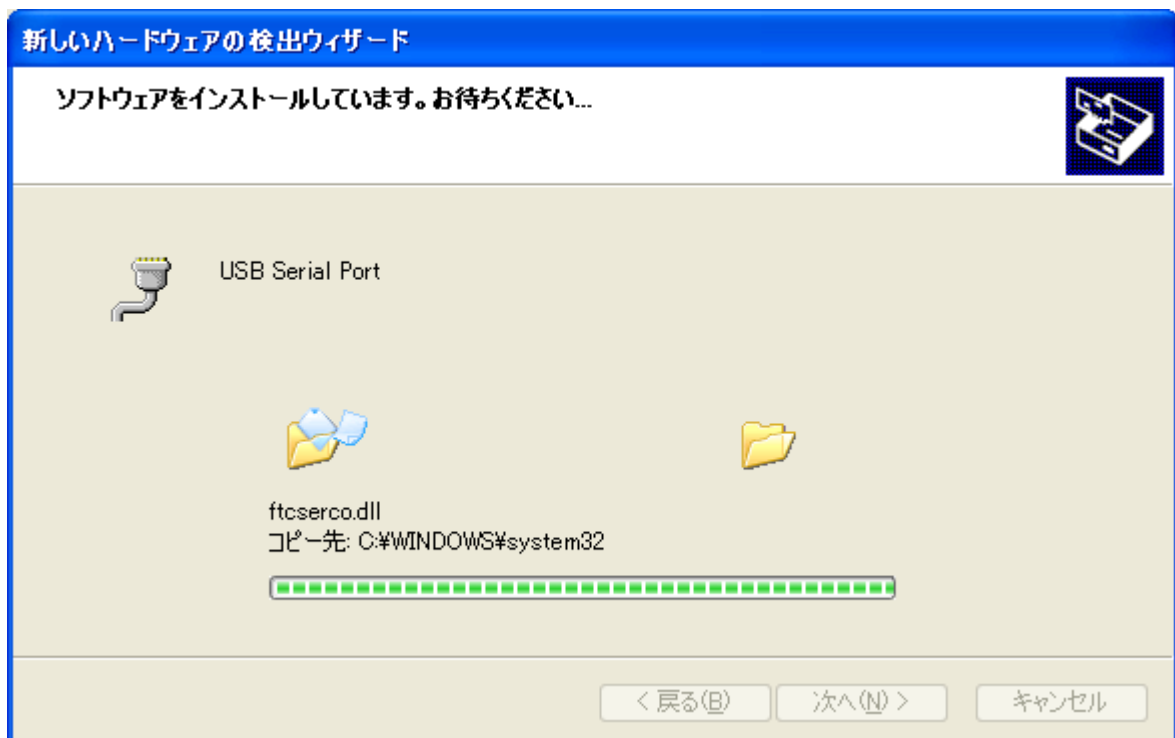 新しいハードウェアの検出ウィザード
ソフトウェアをインストールしています。お待ちください...
USB Serial Port
ftcserco.dll
コピー先: C:¥WINDOWS¥system32
< 戻る(B) 次へ(N) > キャンセル